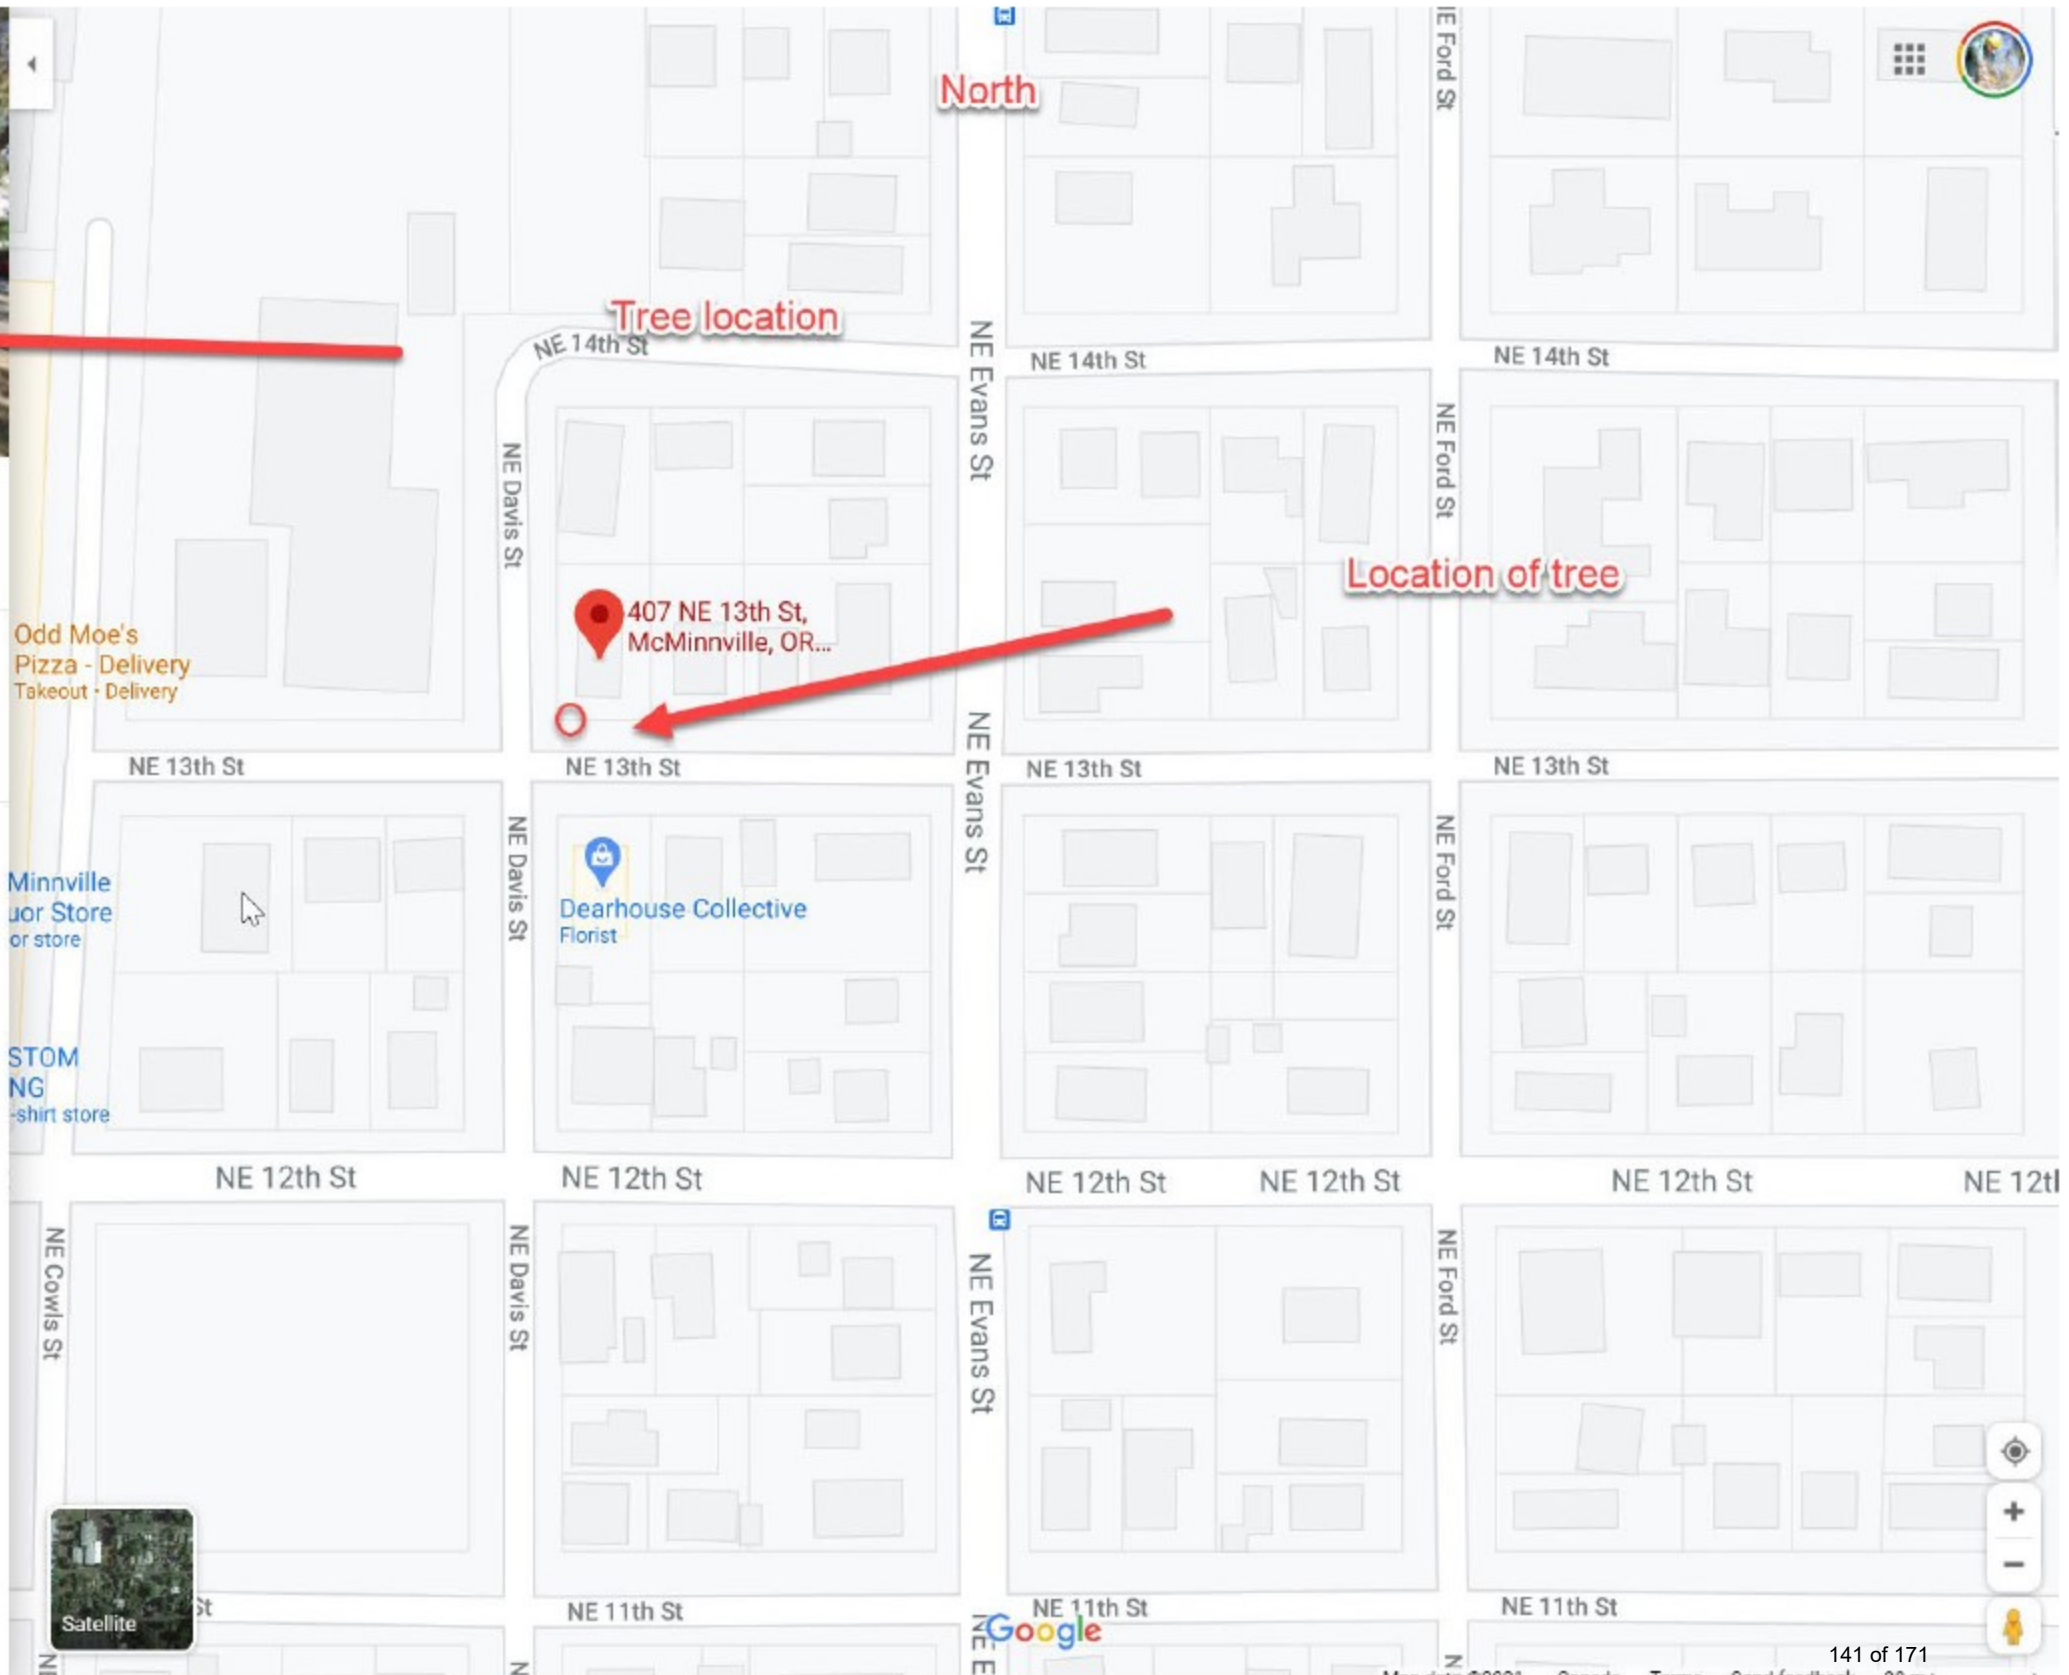 NE Ford St
North
Tree location
NE 14th St
NE 14th St
NE 14th St
NE Evans St
NE Davis St
NE Ford St
Location of tree
407 NE 13th St,
McMinnville, OR...
Odd Moe's
Pizza - Delivery
Takeout • Delivery
NE Evans St
NE 13th St
NE 13th St
NE 13th St
NE 13th St
NE Davis St
NE Ford St
Minnville
uor Store
or store
Dearhouse Collective
Florist
STOM
NG
-shirt store
NE 12th St
NE 12th St
NE 12th St
NE 12th St
NE 12th St
NE 12tl
NE Cowls St
NE Davis St
NE Evans St
NE Ford St
Satellite
St
NE 11th St
NE 11th St
NE 11th St
NE E
Google
141 of 171